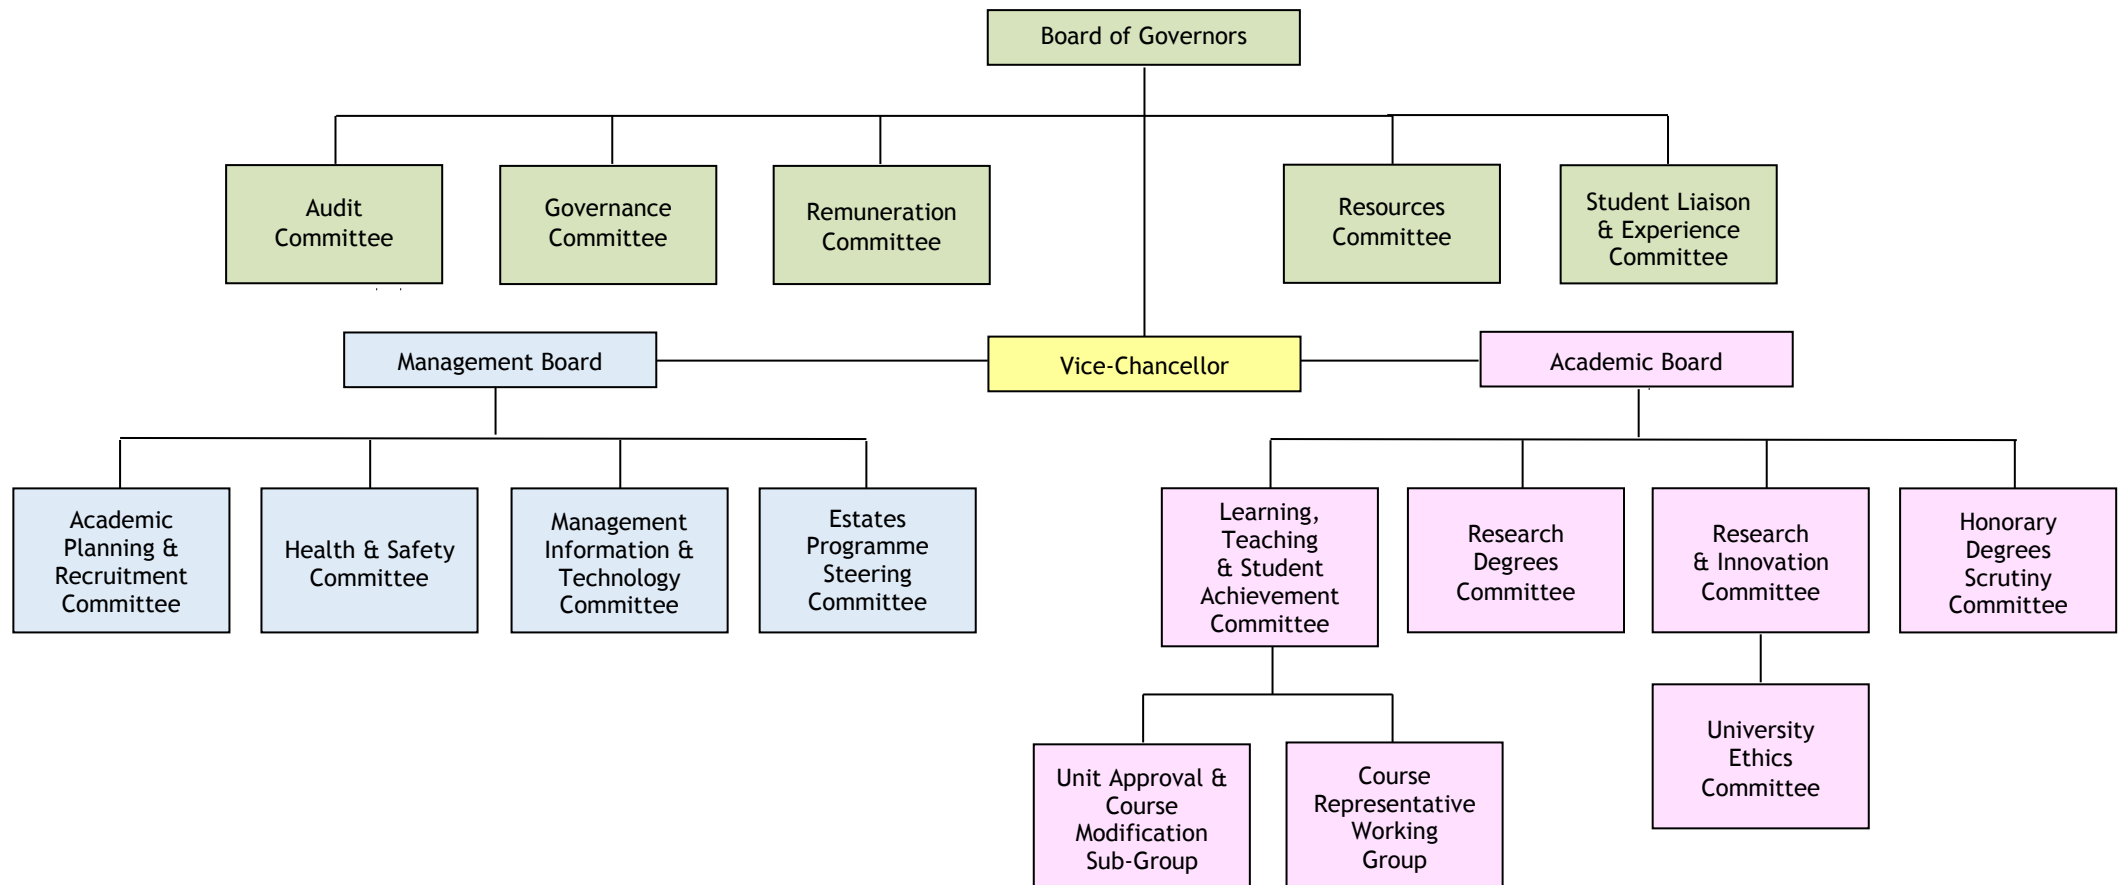 Board of Governors
Audit
Committee
Governance
Committee
Remuneration
Committee
Resources
Committee
Student Liaison
& Experience
Committee
Management Board
Vice-Chancellor
Academic Board
Academic
Planning &
Recruitment
Committee
Health & Safety
Committee
Management
Information &
Technology
Committee
Estates
Programme
Steering
Committee
Learning,
Teaching
& Student
Achievement
Committee
Research
Degrees
Committee
Research
& Innovation
Committee
Honorary
Degrees
Scrutiny
Committee
Unit Approval &
Course
Modification
Sub-Group
Course
Representative
Working
Group
University
Ethics
Committee